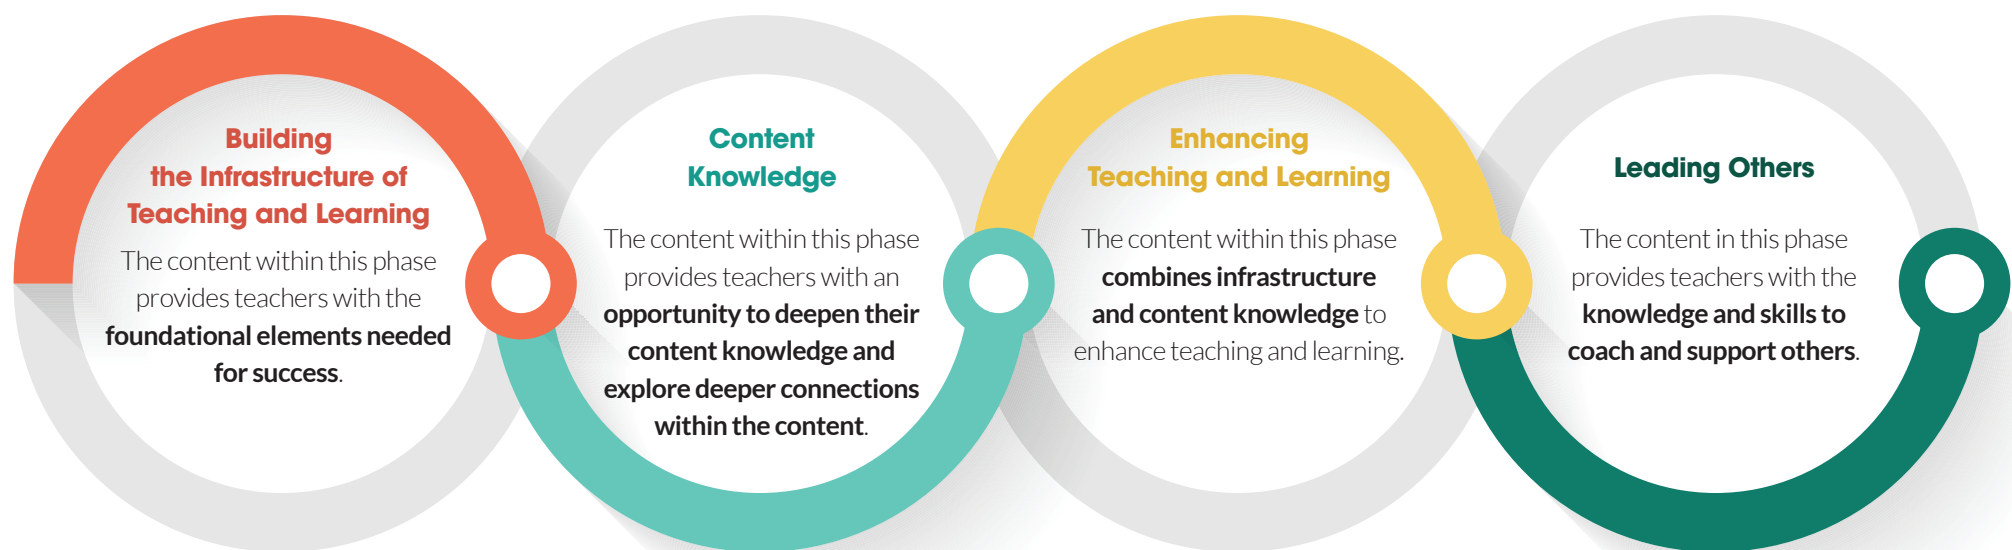 Building
the Infrastructure of
Teaching and Learning
The content within this phase
provides teachers with the
foundational elements needed
for success.
Content
Knowledge
The content within this phase
provides teachers with an
opportunity to deepen their
content knowledge and
explore deeper connections
within the content.
Enhancing
Teaching and Learning
The content within this phase
combines infrastructure
and content knowledge to
enhance teaching and learning.
Leading Others
The content in this phase
provides teachers with the
knowledge and skills to
coach and support others.